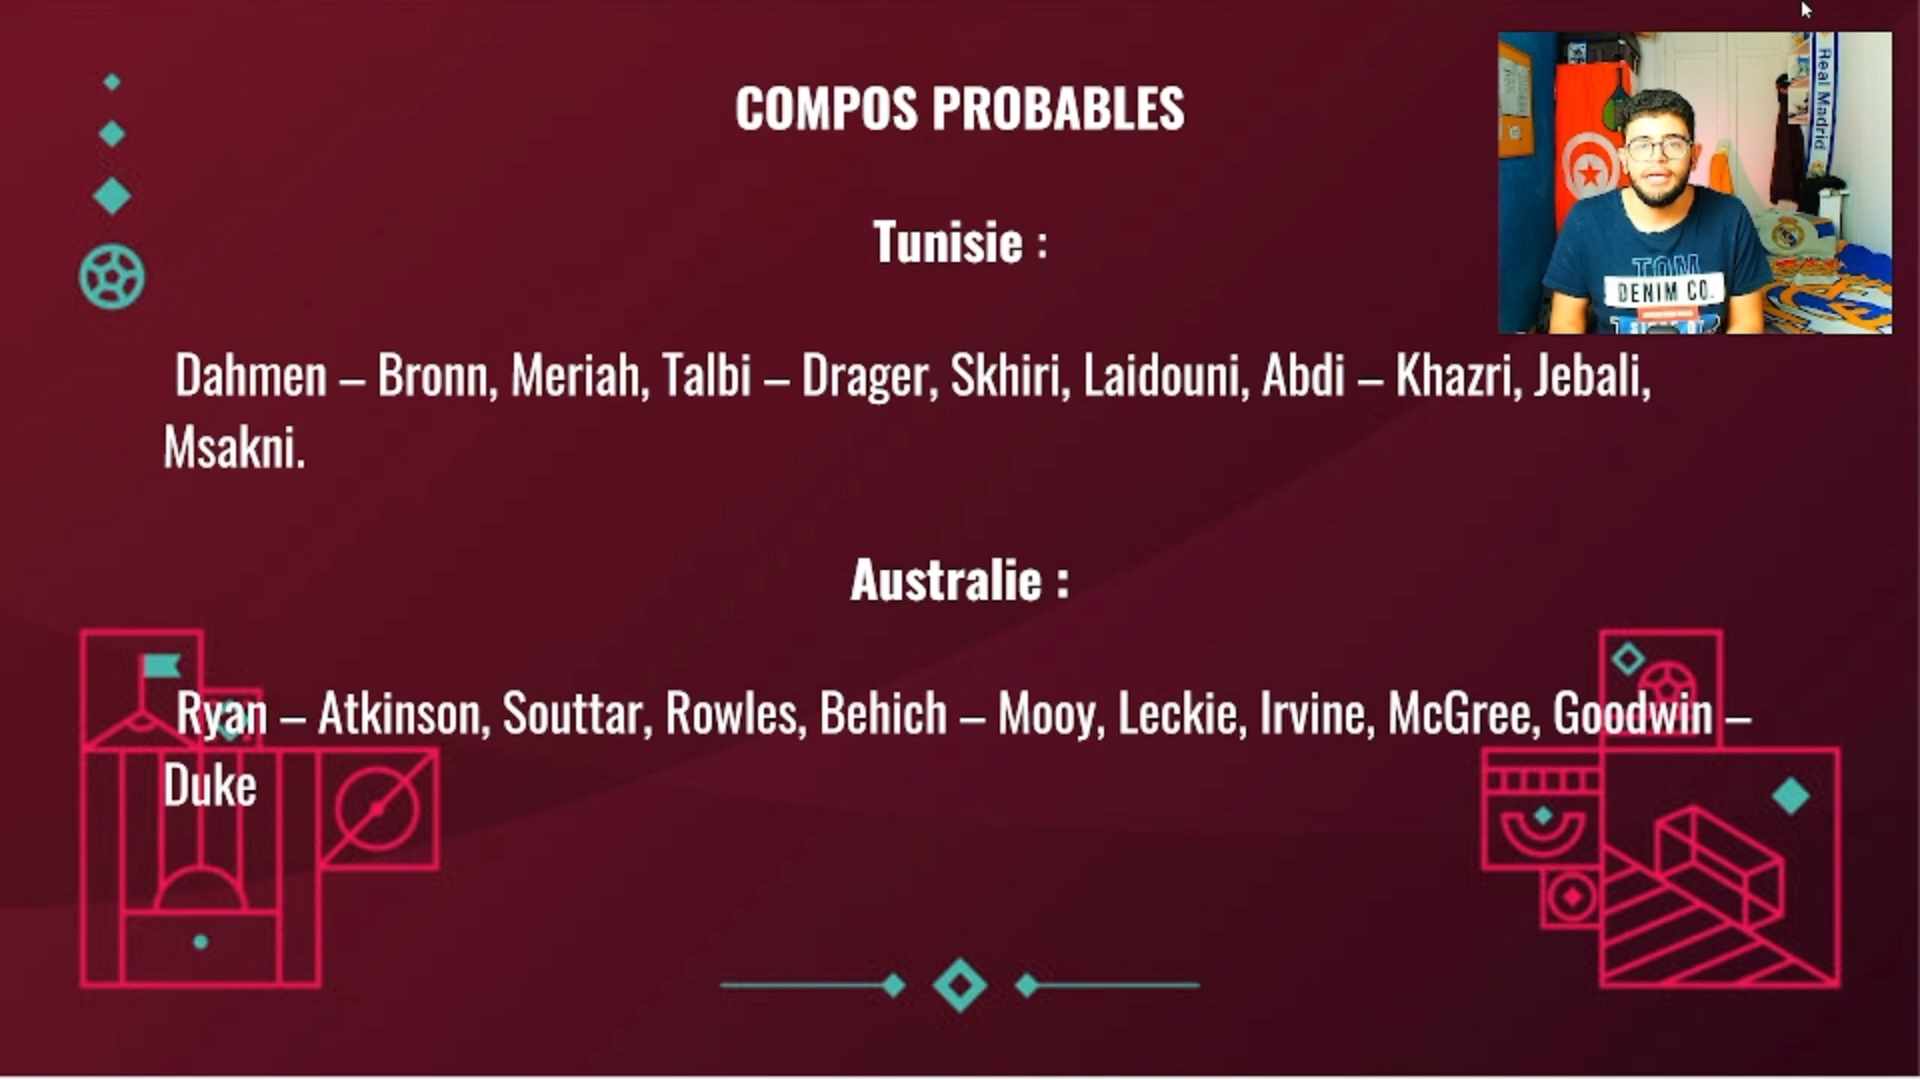 COMPOS PROBABLES
Real Madrid
Tunisie :
TOM
DENIM CO.
Dahmen – Bronn, Meriah, Talbi – Drager, Skhiri, Laidouni, Abdi – Khazri, Jebali,
Msakni.
Australie :
Ryan – Atkinson, Souttar, Rowles, Behich – Mooy, Leckie, Irvine, McGree, Goodwin –
Duke